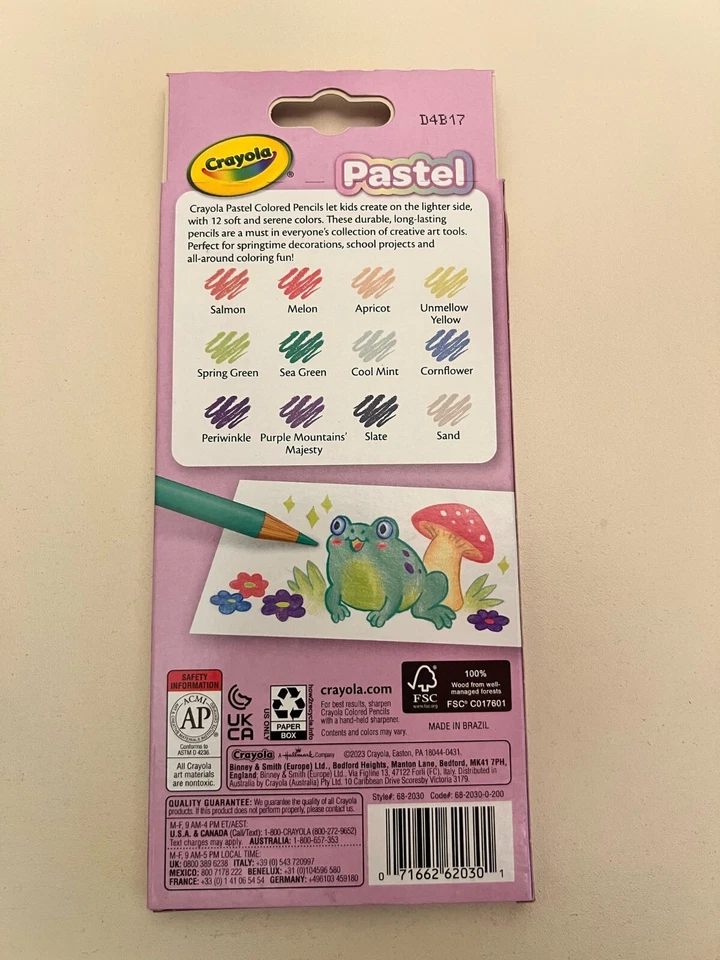 D4B17
Crayola
®
Pastel
Crayola Pastel Colored Pencils let kids create on the lighter side,
with 12 soft and serene colors. These durable, long-lasting
pencils are a must in everyone's collection of creative art tools.
Perfect for springtime decorations, school projects and
all-around coloring fun!
Salmon
Melon
Apricot
Unmellow
Yellow
Spring Green
Sea Green
Cool Mint
Cornflower
Periwinkle
Purple Mountains'
Majesty
Slate
Sand
SAFETY
INFORMATION
ACMI
AP
Conforms to
ASTM D 4236
All Crayola
art materials
are nontoxic.
UK
CA
US ONLY
PAPER
BOX
how2recycle.info
crayola.com
For best results, sharpen
Crayola Colored Pencils
with a hand-held sharpener.
Contents and colors may vary.
FSC
www.fsc.org
100%
Wood from well-
managed forests
FSC® C017601
MADE IN BRAZIL
Crayola A Hallmark Company ©2023 Crayola, Easton, PA 18044-0431.
Binney & Smith (Europe) Ltd., Bedford Heights, Manton Lane, Bedford, MK41 7PH,
England; Binney & Smith (Europe) Ltd. Via Figline 13, 47122 Forlì (FC), Italy. Distributed in
Australia by Crayola (Australia) Pty Ltd. 10 Caribbean Drive Scoresby Victoria 3179.
QUALITY GUARANTEE: We guarantee the quality of all Crayola
products. If this product does not perform properly, please contact us.
M-F, 9 AM-4 PM ET/AEST:
U.S.A. & CANADA (Call/Text): 1-800-CRAYOLA (800-272-9652)
Text charges may apply. AUSTRALIA: 1-800-657-353
M-F, 9 AM-5 PM LOCAL TIME:
UK: 0800 389 6238 ITALY: +39 (0) 543 720997
MEXICO: 800 7178 222 BENELUX: +31 (0)104596 580
FRANCE: +33 (0) 1 41 06 54 54 GERMANY: +496103 459180
Style#: 68-2030 Code#: 68-2030-0-200
0 71662 62030 1